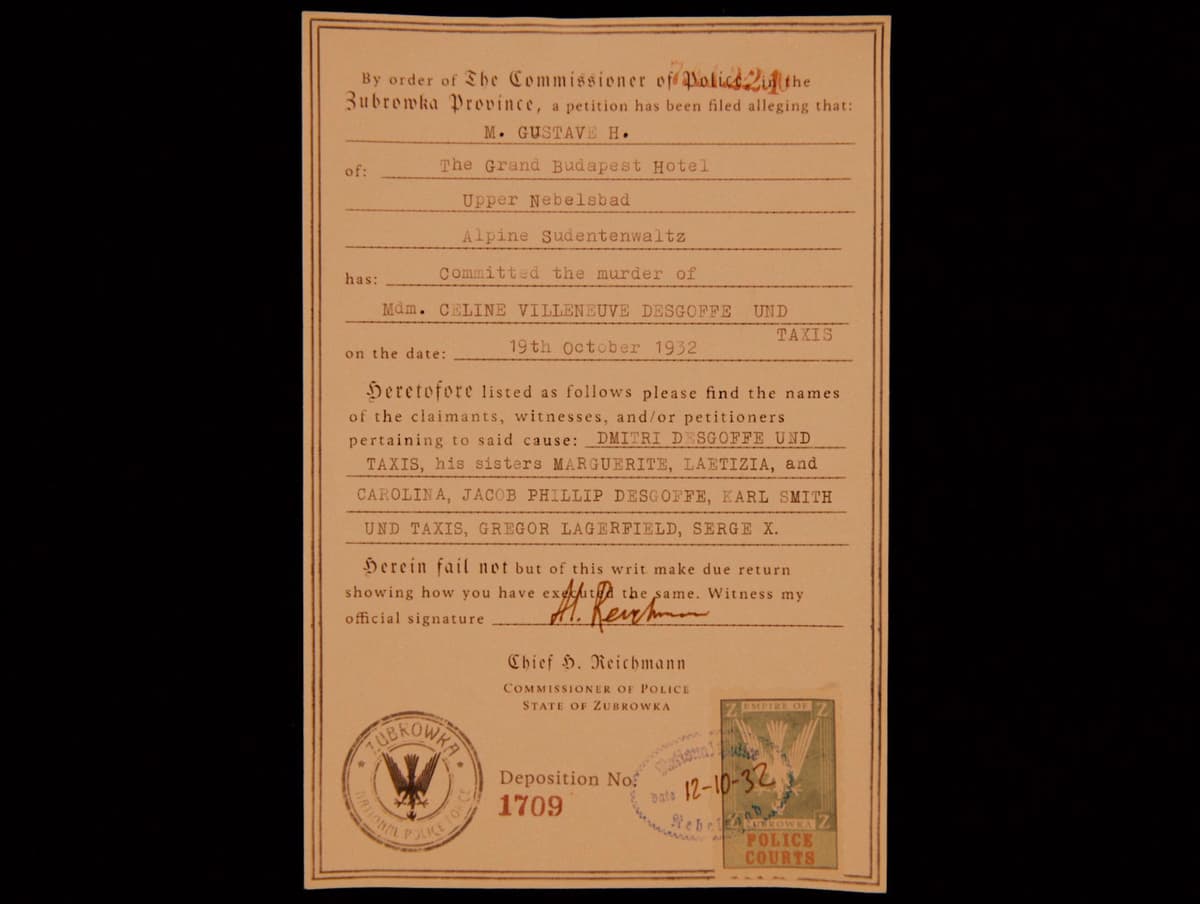 By order of The Commissioner of Police in the
Zubrowka Province, a petition has been filed alleging that:
M. GUSTAVE H.
of: The Grand Budapest Hotel
Upper Nebelsbad
Alpine Sudentenwaltz
has: Committed the murder of
Mdm. CELINE VILLENEUVE DESGOFFE UND
TAXIS
on the date: 19th October 1932
Heretofore listed as follows please find the names
of the claimants, witnesses, and/or petitioners
pertaining to said cause: DMITRI DESGOFFE UND
TAXIS, his sisters MARGUERITE, LAETIZIA, and
CAROLINA, JACOB PHILLIP DESGOFFE, KARL SMITH
UND TAXIS, GREGOR LAGERFIELD, SERGE X.
Herein fail not but of this writ make due return
showing how you have executed the same. Witness my
official signature H. Reichmann
Chief H. Reichmann
COMMISSIONER OF POLICE
STATE OF ZUBROWKA
ZUBROWKA
NATIONAL POLICE FORCE
Deposition No:
1709
Date 12-10-32
Z EMPIRE OF Z
Z ZUBROWKA Z
POLICE
COURTS